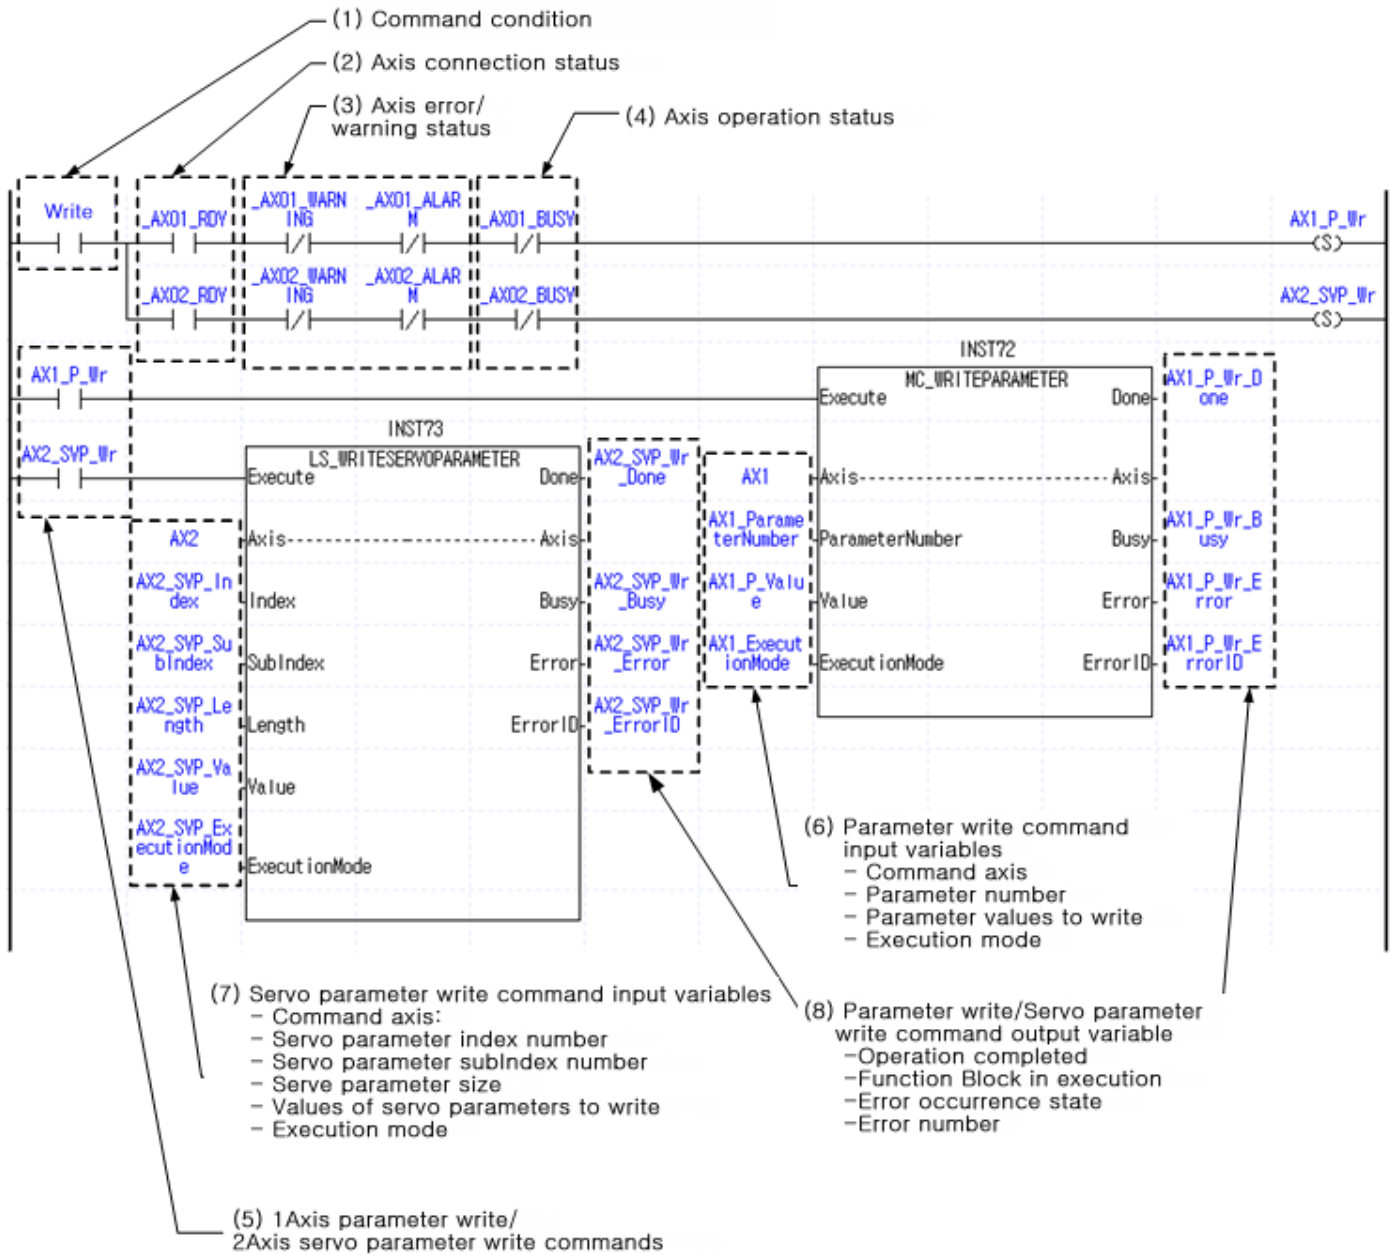 (1) Command condition
(2) Axis connection status
(3) Axis error/
warning status
(4) Axis operation status
Write
_AX01_RDY
_AX01_WARN
ING
_AX01_ALAR
M
_AX01_BUSY
AX1_P_Wr
(S)
_AX02_RDY
_AX02_WARN
ING
_AX02_ALAR
M
_AX02_BUSY
AX2_SVP_Wr
(S)
AX1_P_Wr
INST72
MC_WRITEPARAMETER
Execute
Done
AX1_P_Wr_D
one
AX2_SVP_Wr
INST73
LS_WRITESERVOPARAMETER
Execute
Done
AX2_SVP_Wr
_Done
AX1
Axis
Axis
AX2
Axis
Axis
AX1_Parame
terNumber
ParameterNumber
Busy
AX1_P_Wr_B
usy
AX2_SVP_In
dex
Index
Busy
AX2_SVP_Wr
_Busy
AX1_P_Valu
e
Value
Error
AX1_P_Wr_E
rror
AX2_SVP_Su
bIndex
SubIndex
Error
AX2_SVP_Wr
_Error
AX1_Execut
ionMode
ExecutionMode
ErrorID
AX1_P_Wr_E
rrorID
AX2_SVP_Le
ngth
Length
ErrorID
AX2_SVP_Wr
_ErrorID
AX2_SVP_Va
lue
Value
AX2_SVP_Ex
ecutionMod
e
ExecutionMode
(6) Parameter write command
input variables
- Command axis
- Parameter number
- Parameter values to write
- Execution mode
(7) Servo parameter write command input variables
- Command axis:
- Servo parameter index number
- Servo parameter subIndex number
- Serve parameter size
- Values of servo parameters to write
- Execution mode
(8) Parameter write/Servo parameter
write command output variable
-Operation completed
-Function Block in execution
-Error occurrence state
-Error number
(5) 1Axis parameter write/
2Axis servo parameter write commands